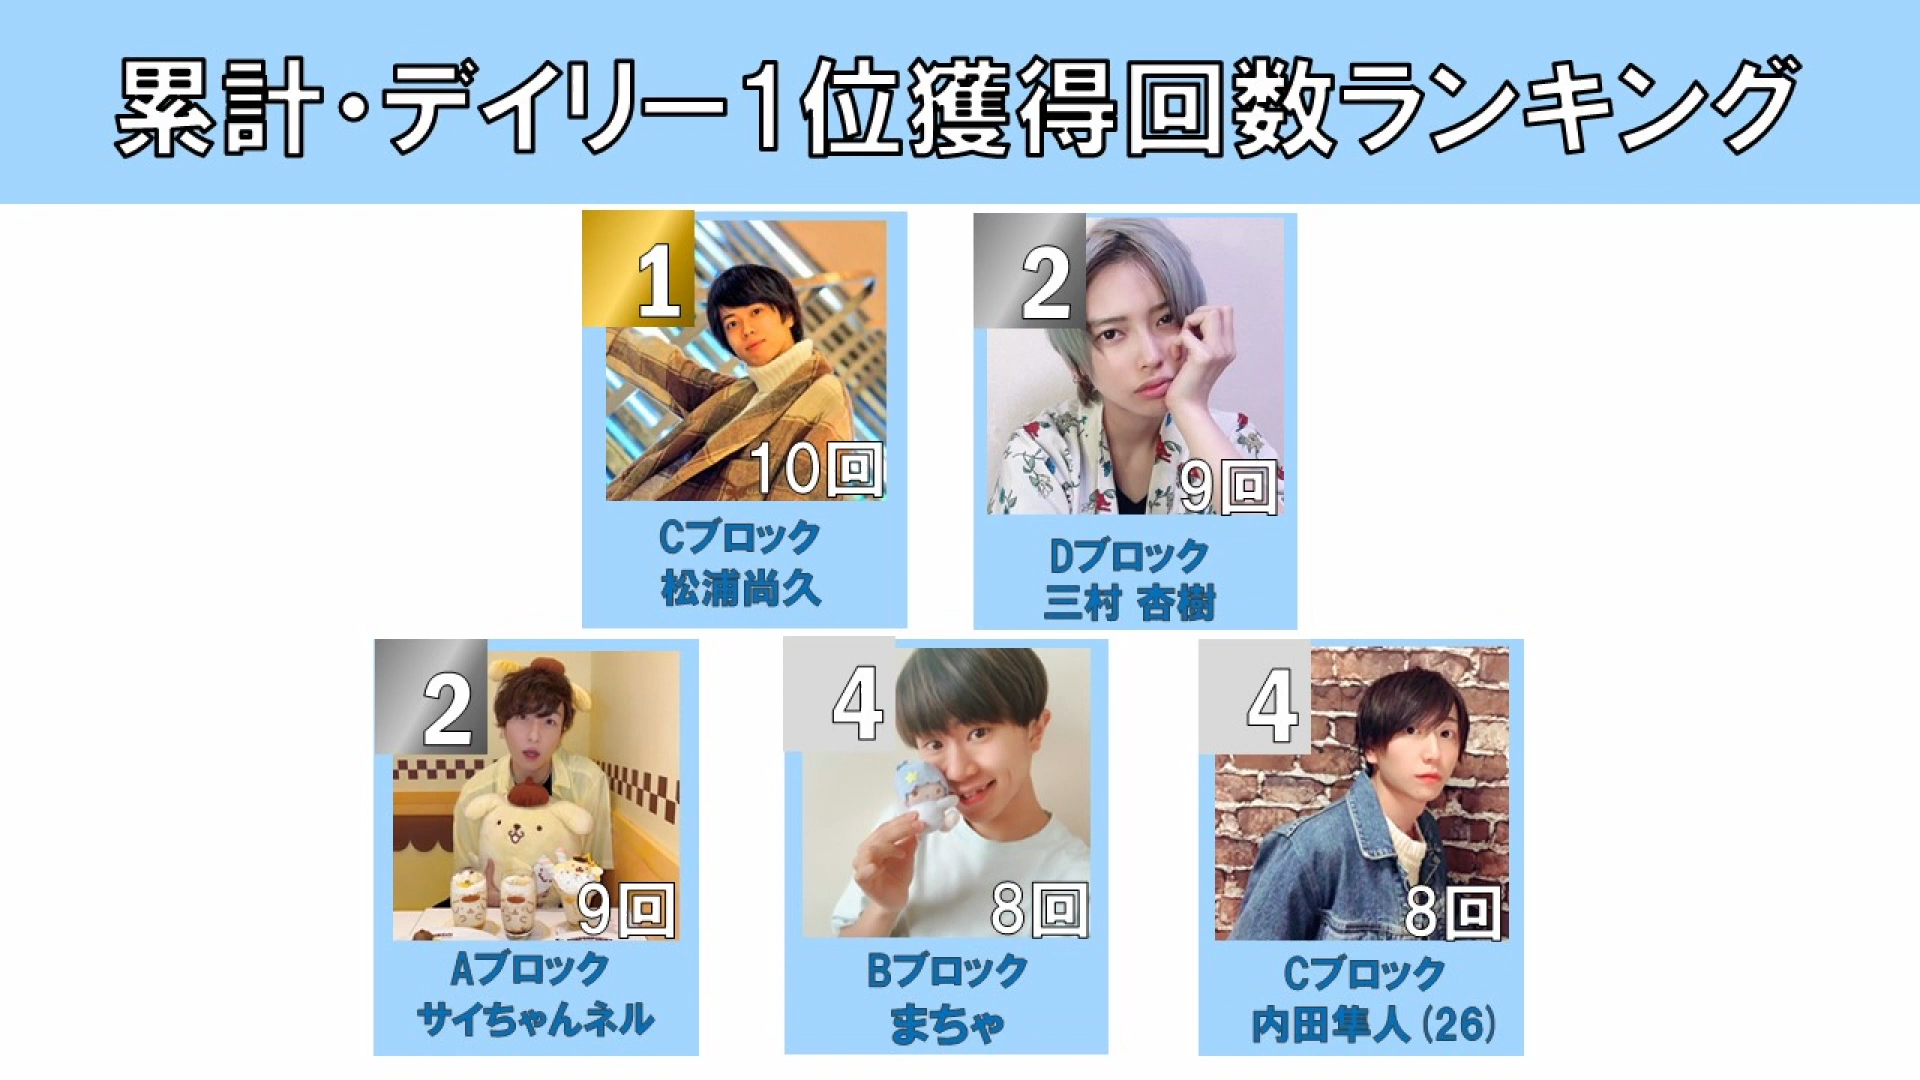 累計・デイリー1位獲得回数ランキング
1
10回
Cブロック
松浦尚久
2
9回
Dブロック
三村 杏樹
2
9回
Aブロック
サイちゃんネル
4
8回
Bブロック
まちゃ
4
8回
Cブロック
内田隼人(26)